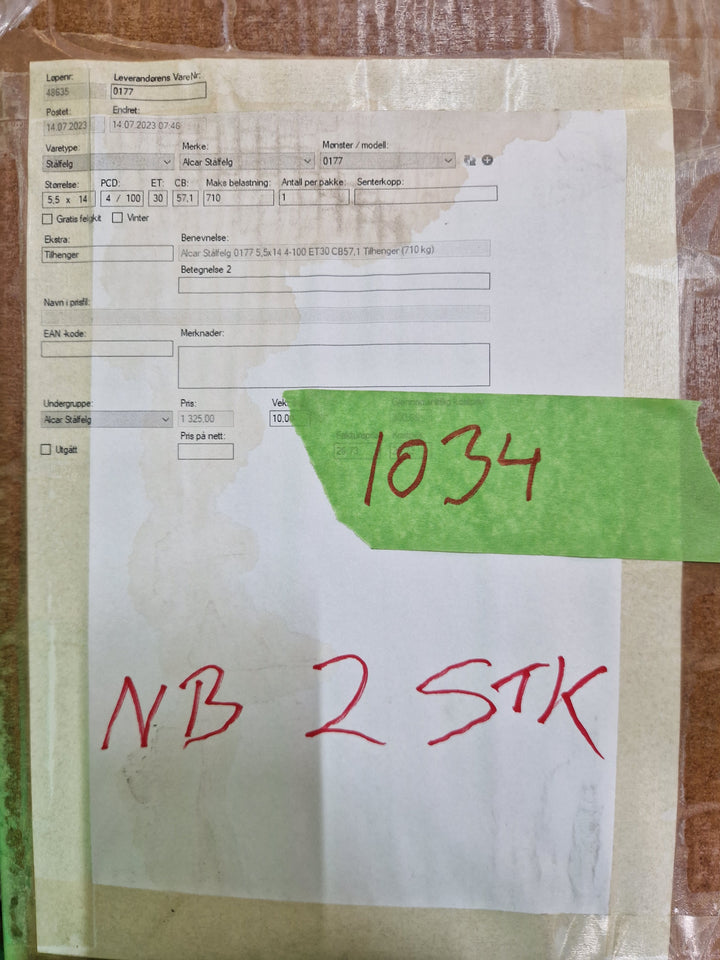 Løpenr: Leverandørens VareNr:
48635 0177
Postet: Endret:
14.07.2023 14.07.2023 07:46
Varetype: Merke: Mønster / modell:
Stålfelg Alcar Stålfelg 0177
Størrelse: PCD: ET: CB: Maks belastning: Antall per pakke: Senterkopp:
5,5 x 14 4 / 100 30 57,1 710 1
Gratis felgkit Vinter
Ekstra: Benevnelse:
Tilhenger Alcar Stålfelg 0177 5,5x14 4-100 ET30 CB57,1 Tilhenger (710 kg)
Betegnelse 2
Navn i prisfil:
EAN -kode: Merknader:
Undergruppe: Pris: Vek
Alcar Stålfelg 1 325,00 10,0
Pris på nett:
Utgått
1034
NB 2 STK